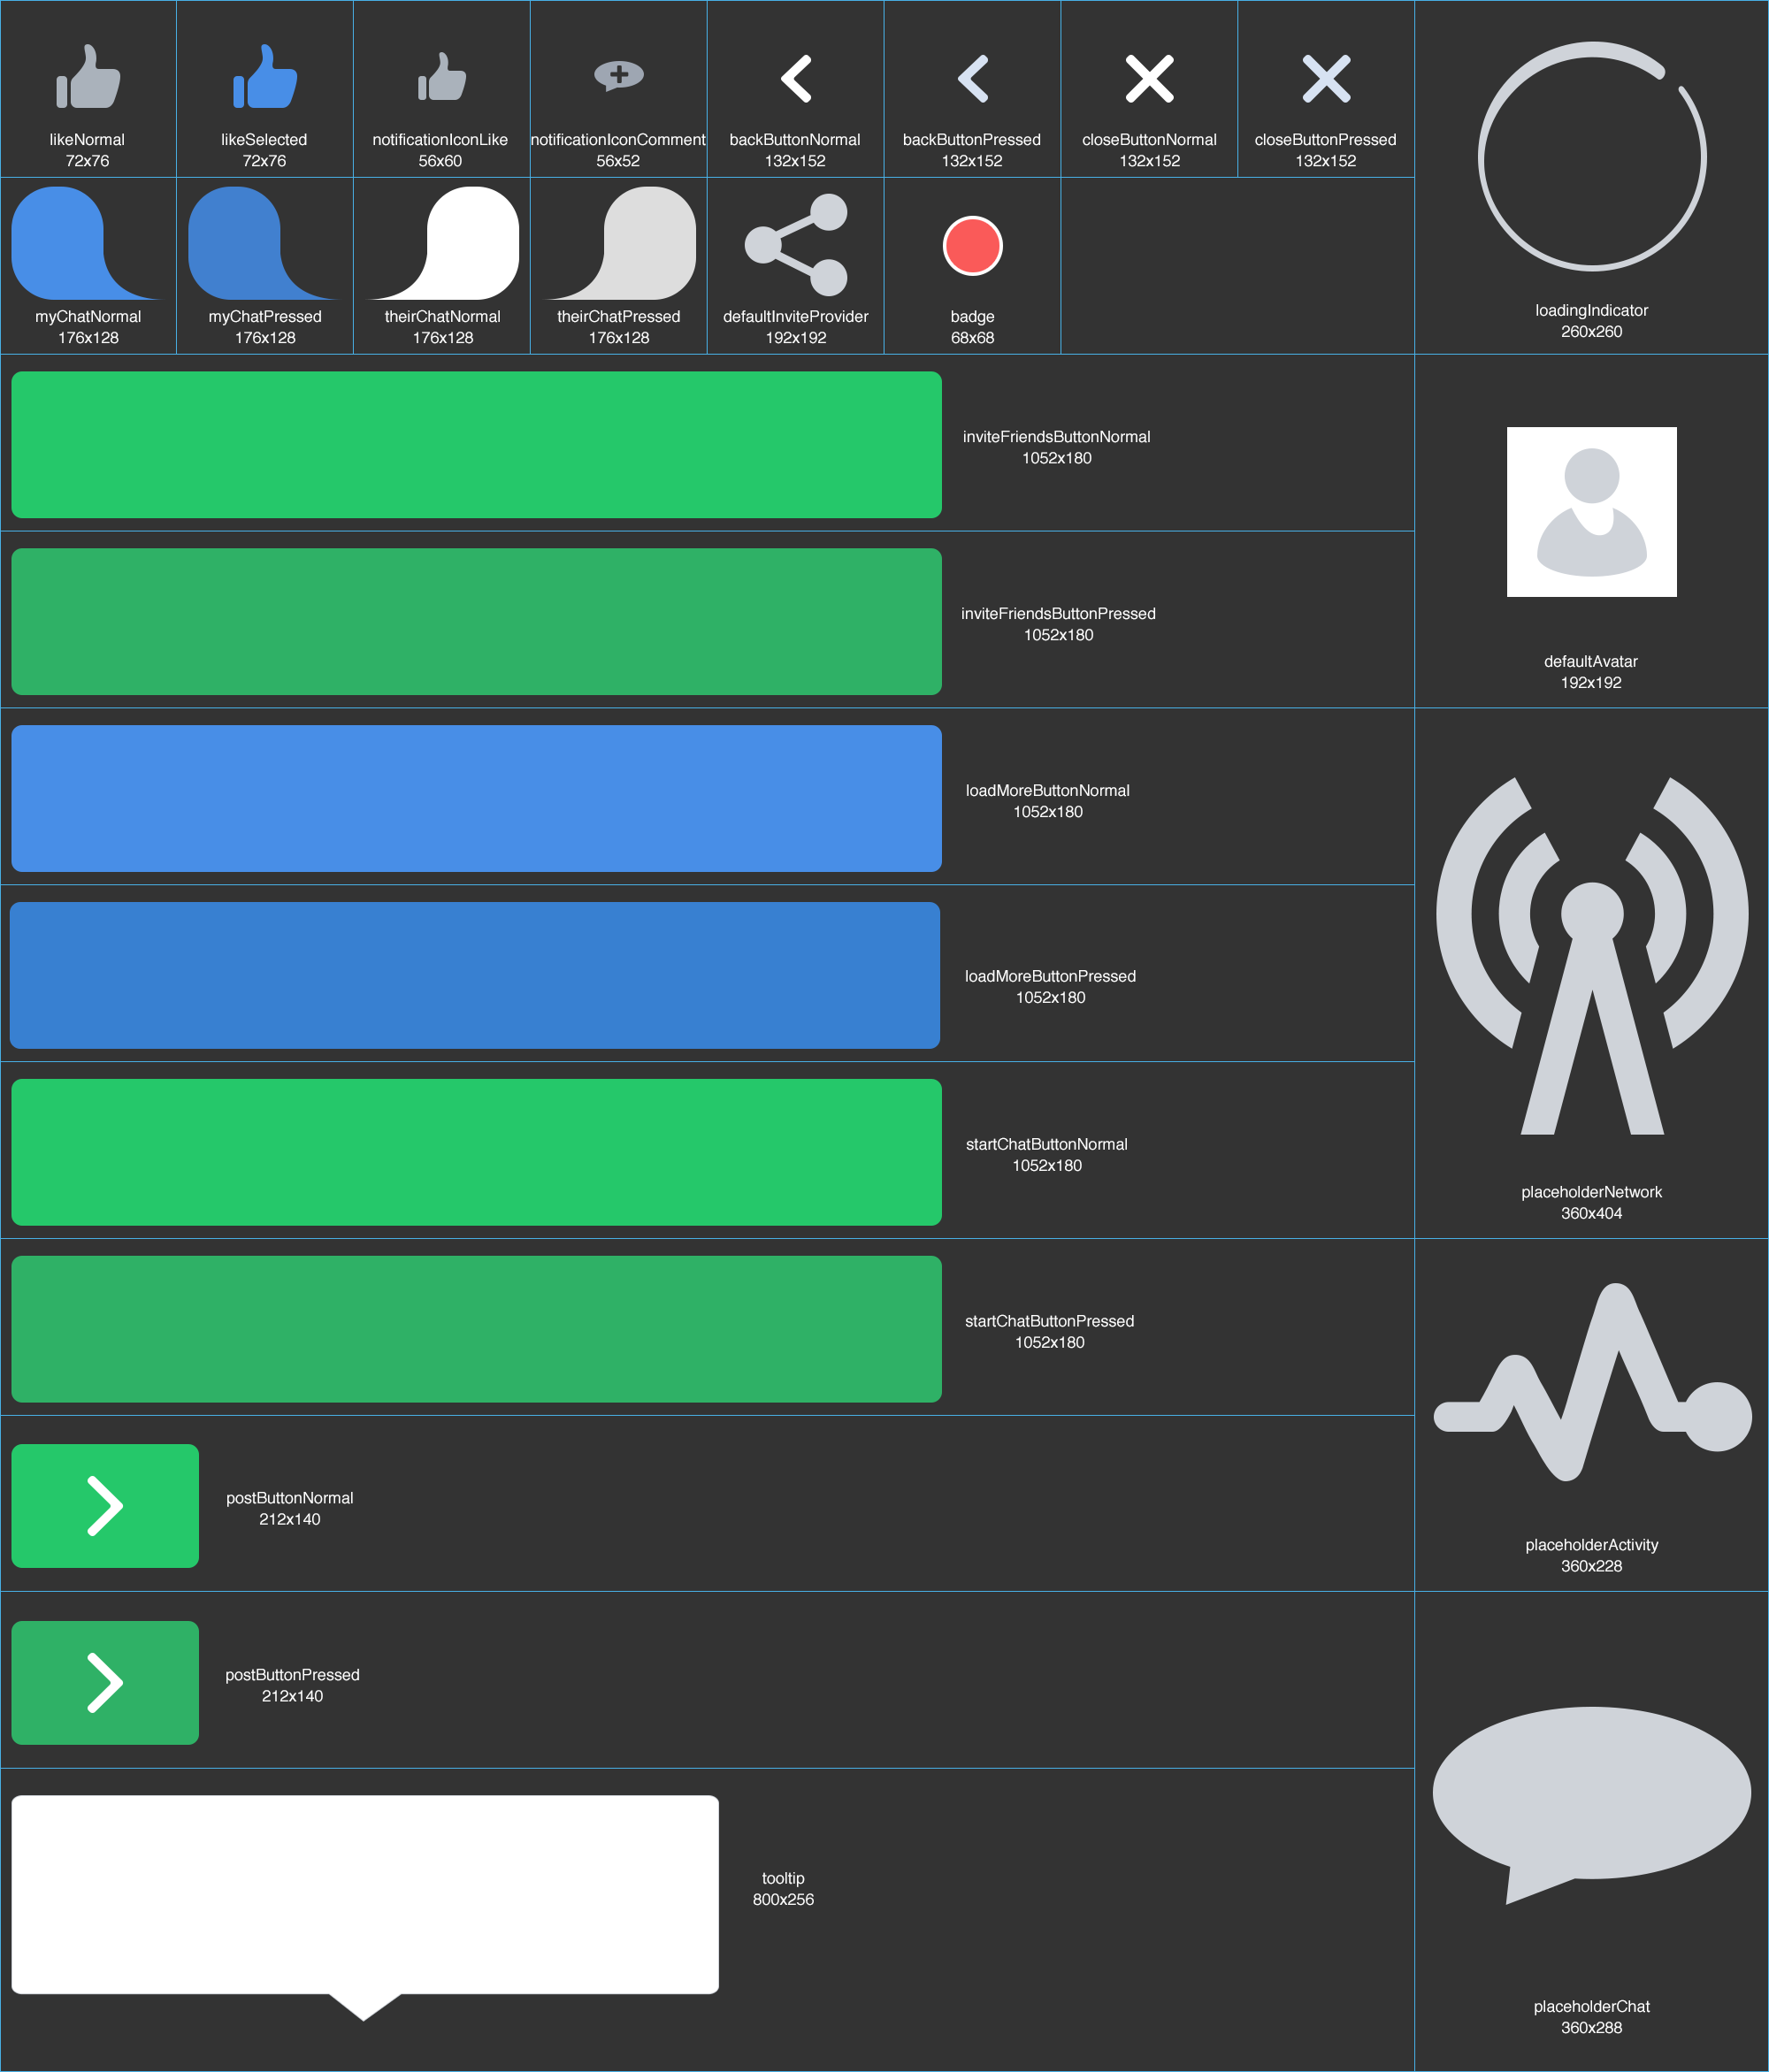 likeNormal
72x76
likeSelected
72x76
notificationIconLike
56x60
notificationIconComment
56x52
backButtonNormal
132x152
backButtonPressed
132x152
closeButtonNormal
132x152
closeButtonPressed
132x152
loadingIndicator
260x260
myChatNormal
176x128
myChatPressed
176x128
theirChatNormal
176x128
theirChatPressed
176x128
defaultInviteProvider
192x192
badge
68x68
inviteFriendsButtonNormal
1052x180
inviteFriendsButtonPressed
1052x180
defaultAvatar
192x192
loadMoreButtonNormal
1052x180
loadMoreButtonPressed
1052x180
startChatButtonNormal
1052x180
placeholderNetwork
360x404
startChatButtonPressed
1052x180
postButtonNormal
212x140
placeholderActivity
360x228
postButtonPressed
212x140
tooltip
800x256
placeholderChat
360x288